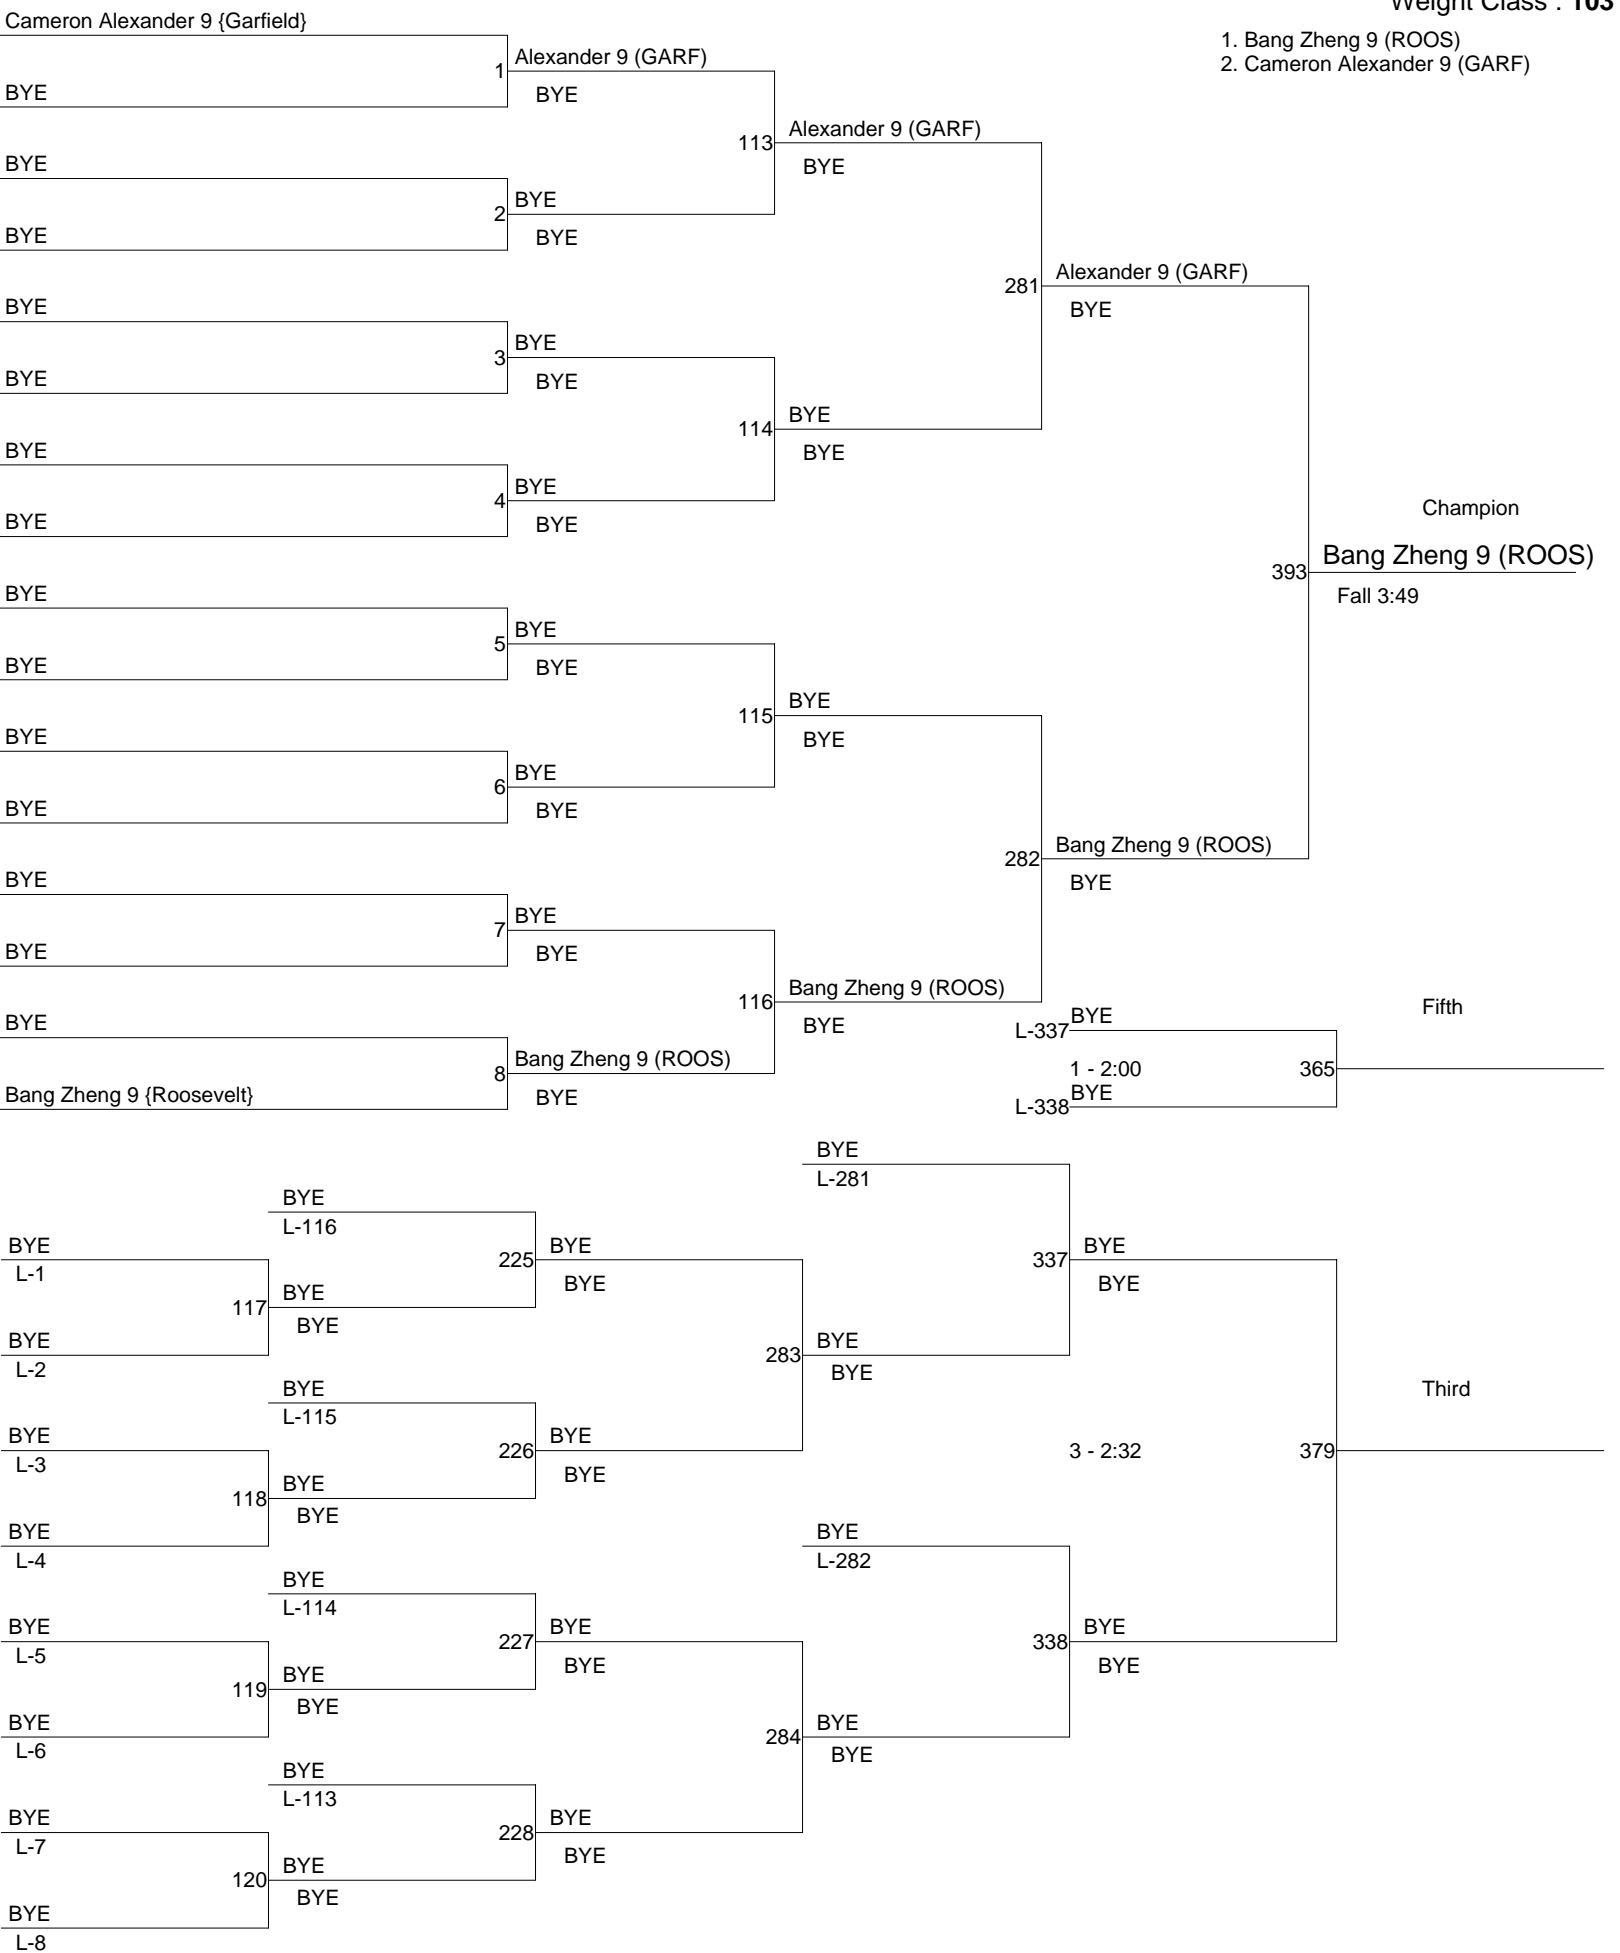 Weight Class : 103
1. Bang Zheng 9 (ROOS)
2. Cameron Alexander 9 (GARF)
Cameron Alexander 9 {Garfield}
1
BYE
BYE
2
BYE
BYE
3
BYE
BYE
4
BYE
BYE
5
BYE
BYE
6
BYE
BYE
7
BYE
BYE
8
Bang Zheng 9 {Roosevelt}
Alexander 9 (GARF)
BYE
113
BYE
BYE
BYE
BYE
114
BYE
BYE
BYE
BYE
115
BYE
BYE
BYE
BYE
116
Bang Zheng 9 (ROOS)
BYE
Alexander 9 (GARF)
BYE
281
BYE
BYE
BYE
BYE
282
Bang Zheng 9 (ROOS)
BYE
Alexander 9 (GARF)
BYE
393
Bang Zheng 9 (ROOS)
BYE
Champion
Bang Zheng 9 (ROOS)
Fall 3:49
Fifth
BYE
L-337
1 - 2:00
365
BYE
L-338
BYE
L-1
117
BYE
L-2
BYE
L-3
118
BYE
L-4
BYE
L-5
119
BYE
L-6
BYE
L-7
120
BYE
L-8
BYE
L-116
225
BYE
BYE
BYE
L-115
226
BYE
BYE
BYE
L-114
227
BYE
BYE
BYE
L-113
228
BYE
BYE
BYE
BYE
283
BYE
BYE
BYE
BYE
284
BYE
BYE
BYE
L-281
337
BYE
BYE
BYE
L-282
338
BYE
BYE
BYE
BYE
Third
3 - 2:32
379
BYE
BYE